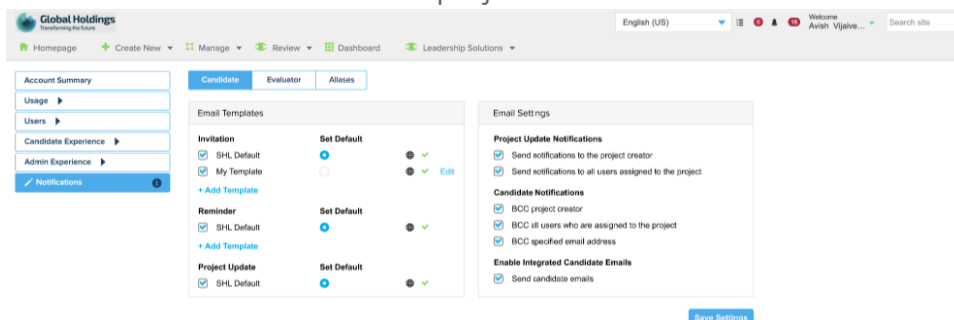 Global Holdings
Transforming the future
English (US)
Welcome
Avish Vijaive...
Search site
Homepage
Create New
Manage
Review
Dashboard
Leadership Solutions
Account Summary
Usage
Users
Candidate Experience
Admin Experience
Notifications
Candidate
Evaluator
Aliases
Email Templates
Invitation
Set Default
SHL Default
My Template
Edit
+ Add Template
Reminder
Set Default
SHL Default
+ Add Template
Project Update
Set Default
SHL Default
Email Settings
Project Update Notifications
Send notifications to the project creator
Send notifications to all users assigned to the project
Candidate Notifications
BCC project creator
BCC all users who are assigned to the project
BCC specified email address
Enable Integrated Candidate Emails
Send candidate emails
Save Settings